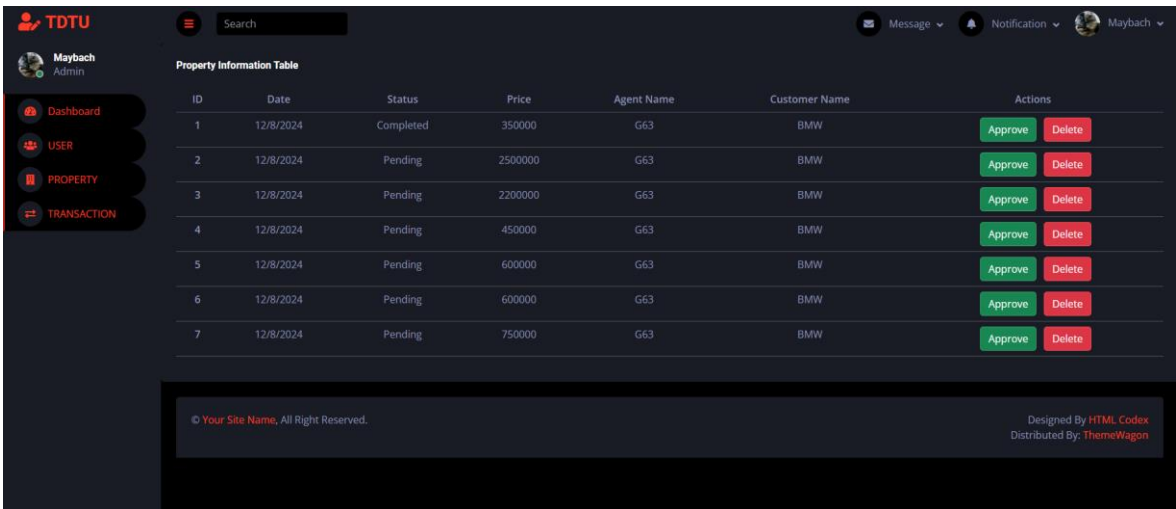 TDTU
Search
Message
Notification
Maybach
Maybach
Admin
Dashboard
USER
PROPERTY
TRANSACTION
Property Information Table
ID Date Status Price Agent Name Customer Name Actions
1 12/8/2024 Completed 350000 G63 BMW Approve Delete
2 12/8/2024 Pending 2500000 G63 BMW Approve Delete
3 12/8/2024 Pending 2200000 G63 BMW Approve Delete
4 12/8/2024 Pending 450000 G63 BMW Approve Delete
5 12/8/2024 Pending 600000 G63 BMW Approve Delete
6 12/8/2024 Pending 600000 G63 BMW Approve Delete
7 12/8/2024 Pending 750000 G63 BMW Approve Delete
© Your Site Name, All Right Reserved.
Designed By HTML Codex
Distributed By: ThemeWagon